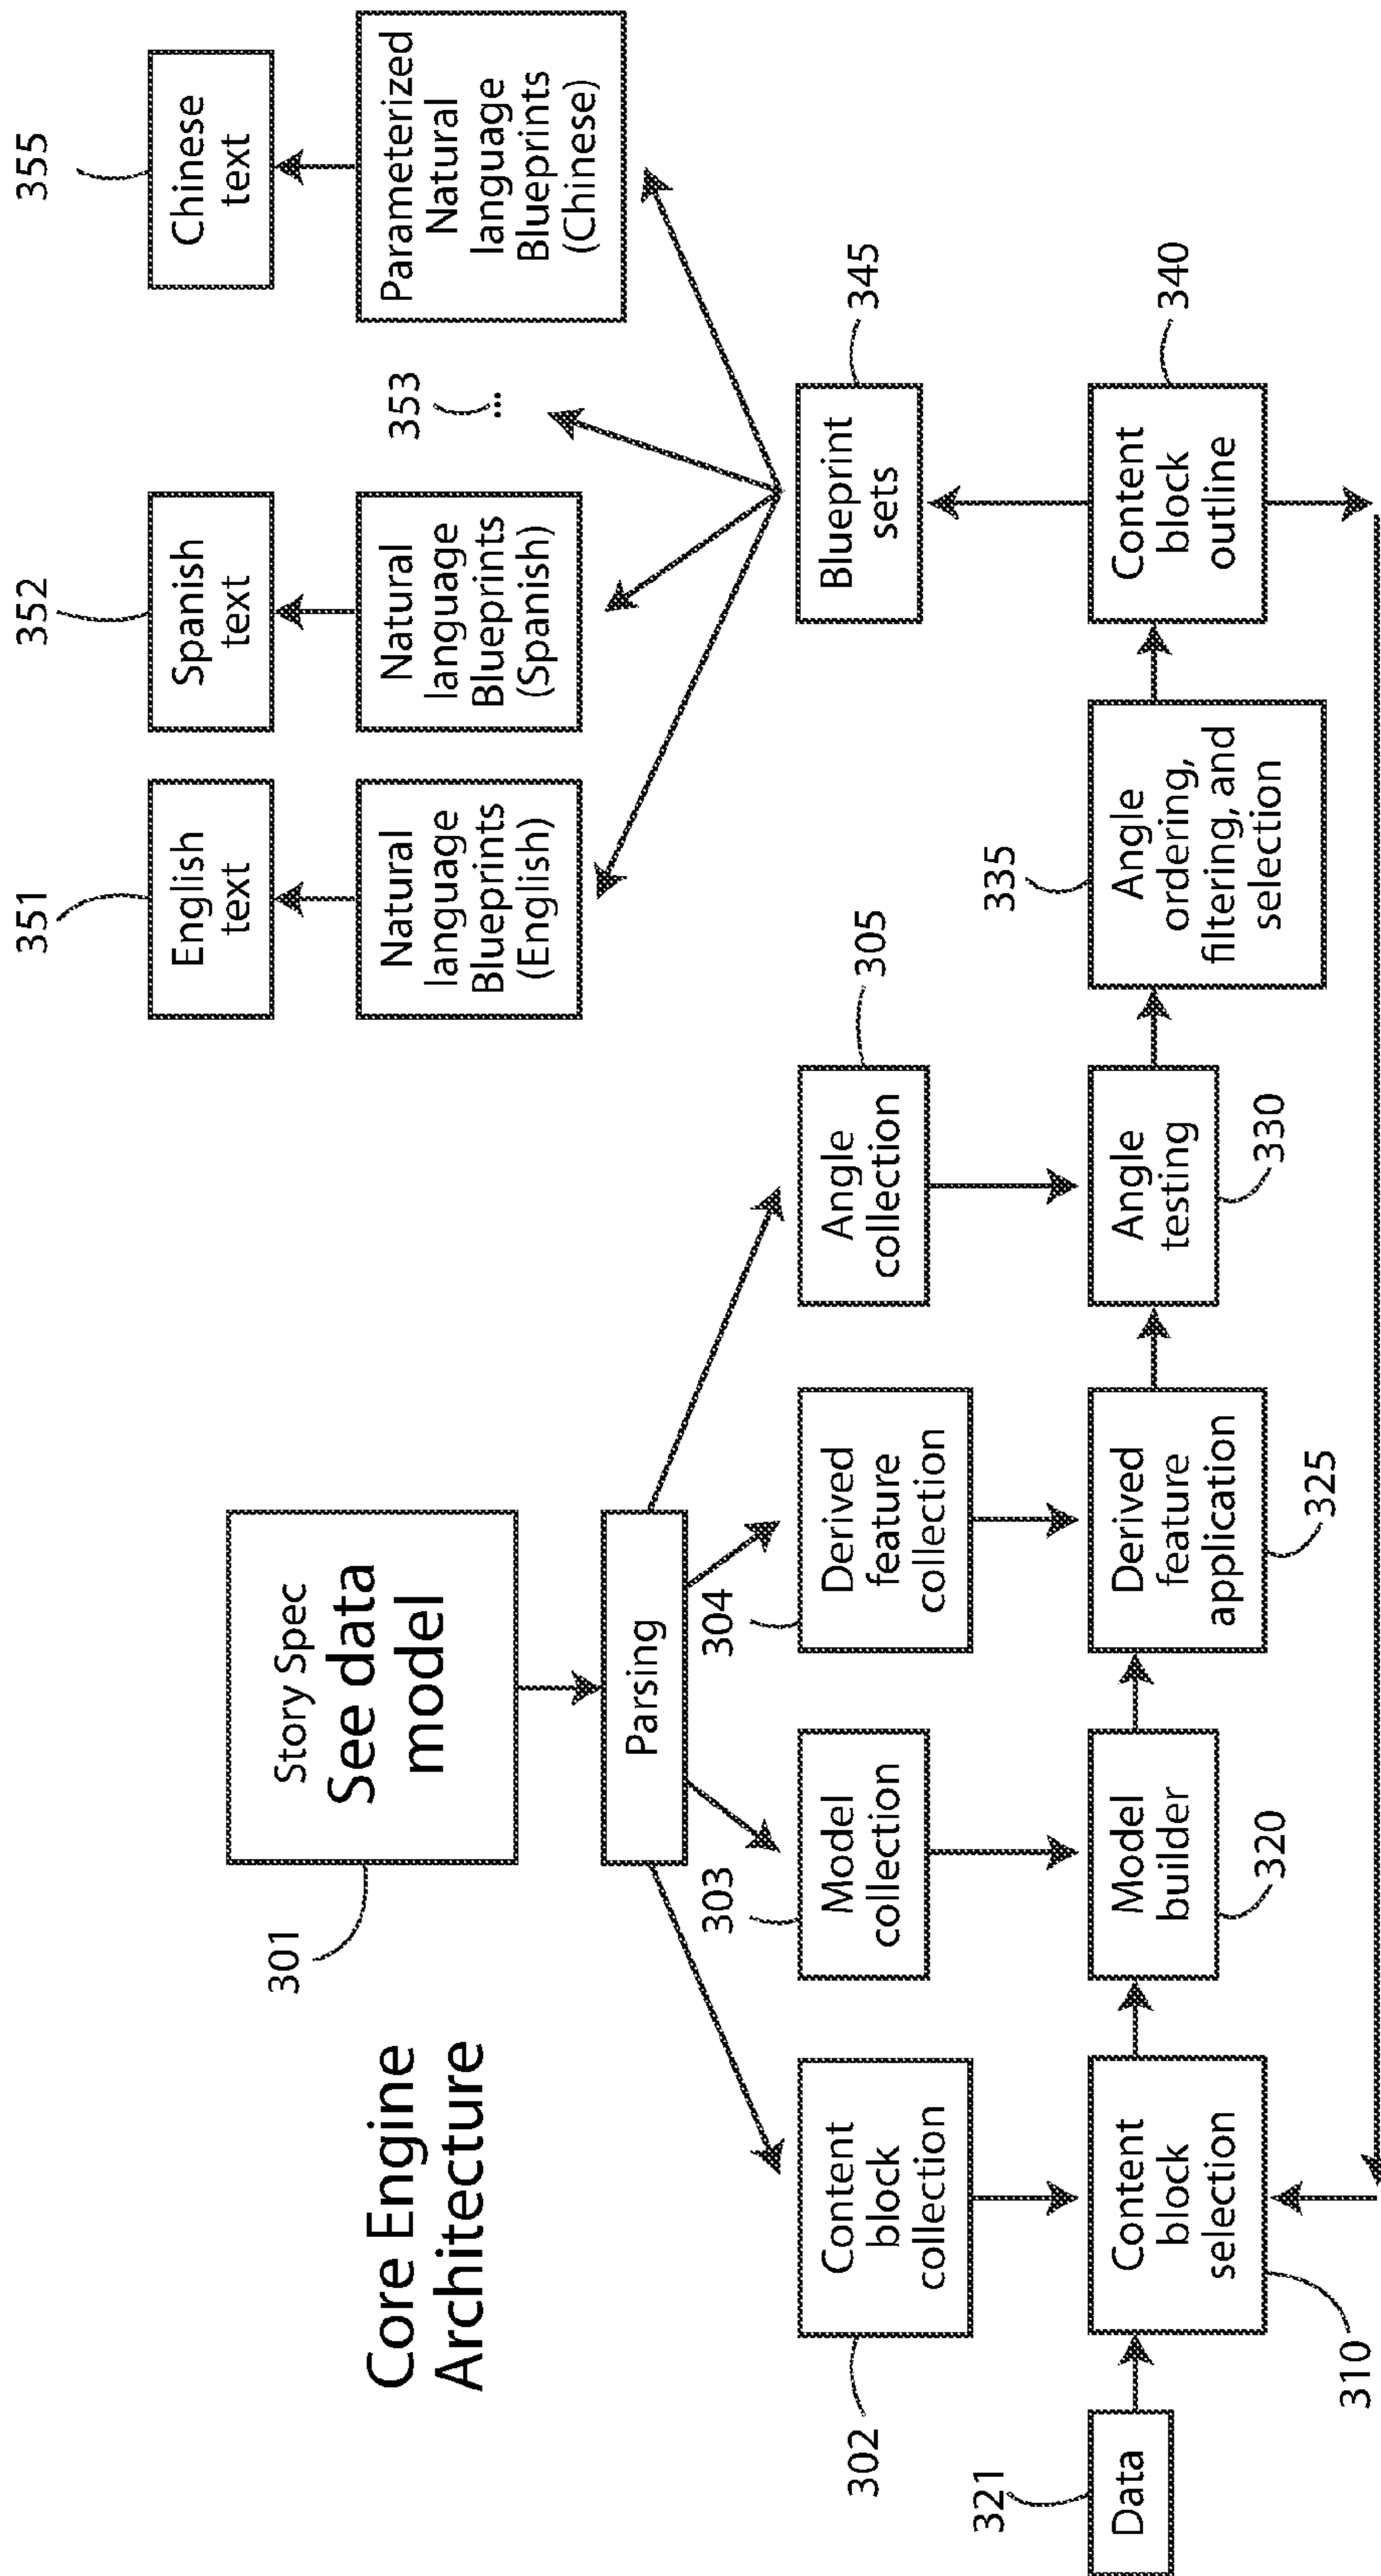 Core Engine
Architecture
301
Story Spec
See data
model
Parsing
302
Content
block
collection
303
Model
collection
304
Derived
feature
collection
305
Angle
collection
321
Data
310
Content
block
selection
320
Model
builder
325
Derived
feature
application
330
Angle
testing
335
Angle
ordering,
filtering, and
selection
340
Content
block
outline
345
Blueprint
sets
351
English
text
Natural
language
Blueprints
(English)
352
Spanish
text
Natural
language
Blueprints
(Spanish)
353
...
355
Chinese
text
Parameterized
Natural
language
Blueprints
(Chinese)